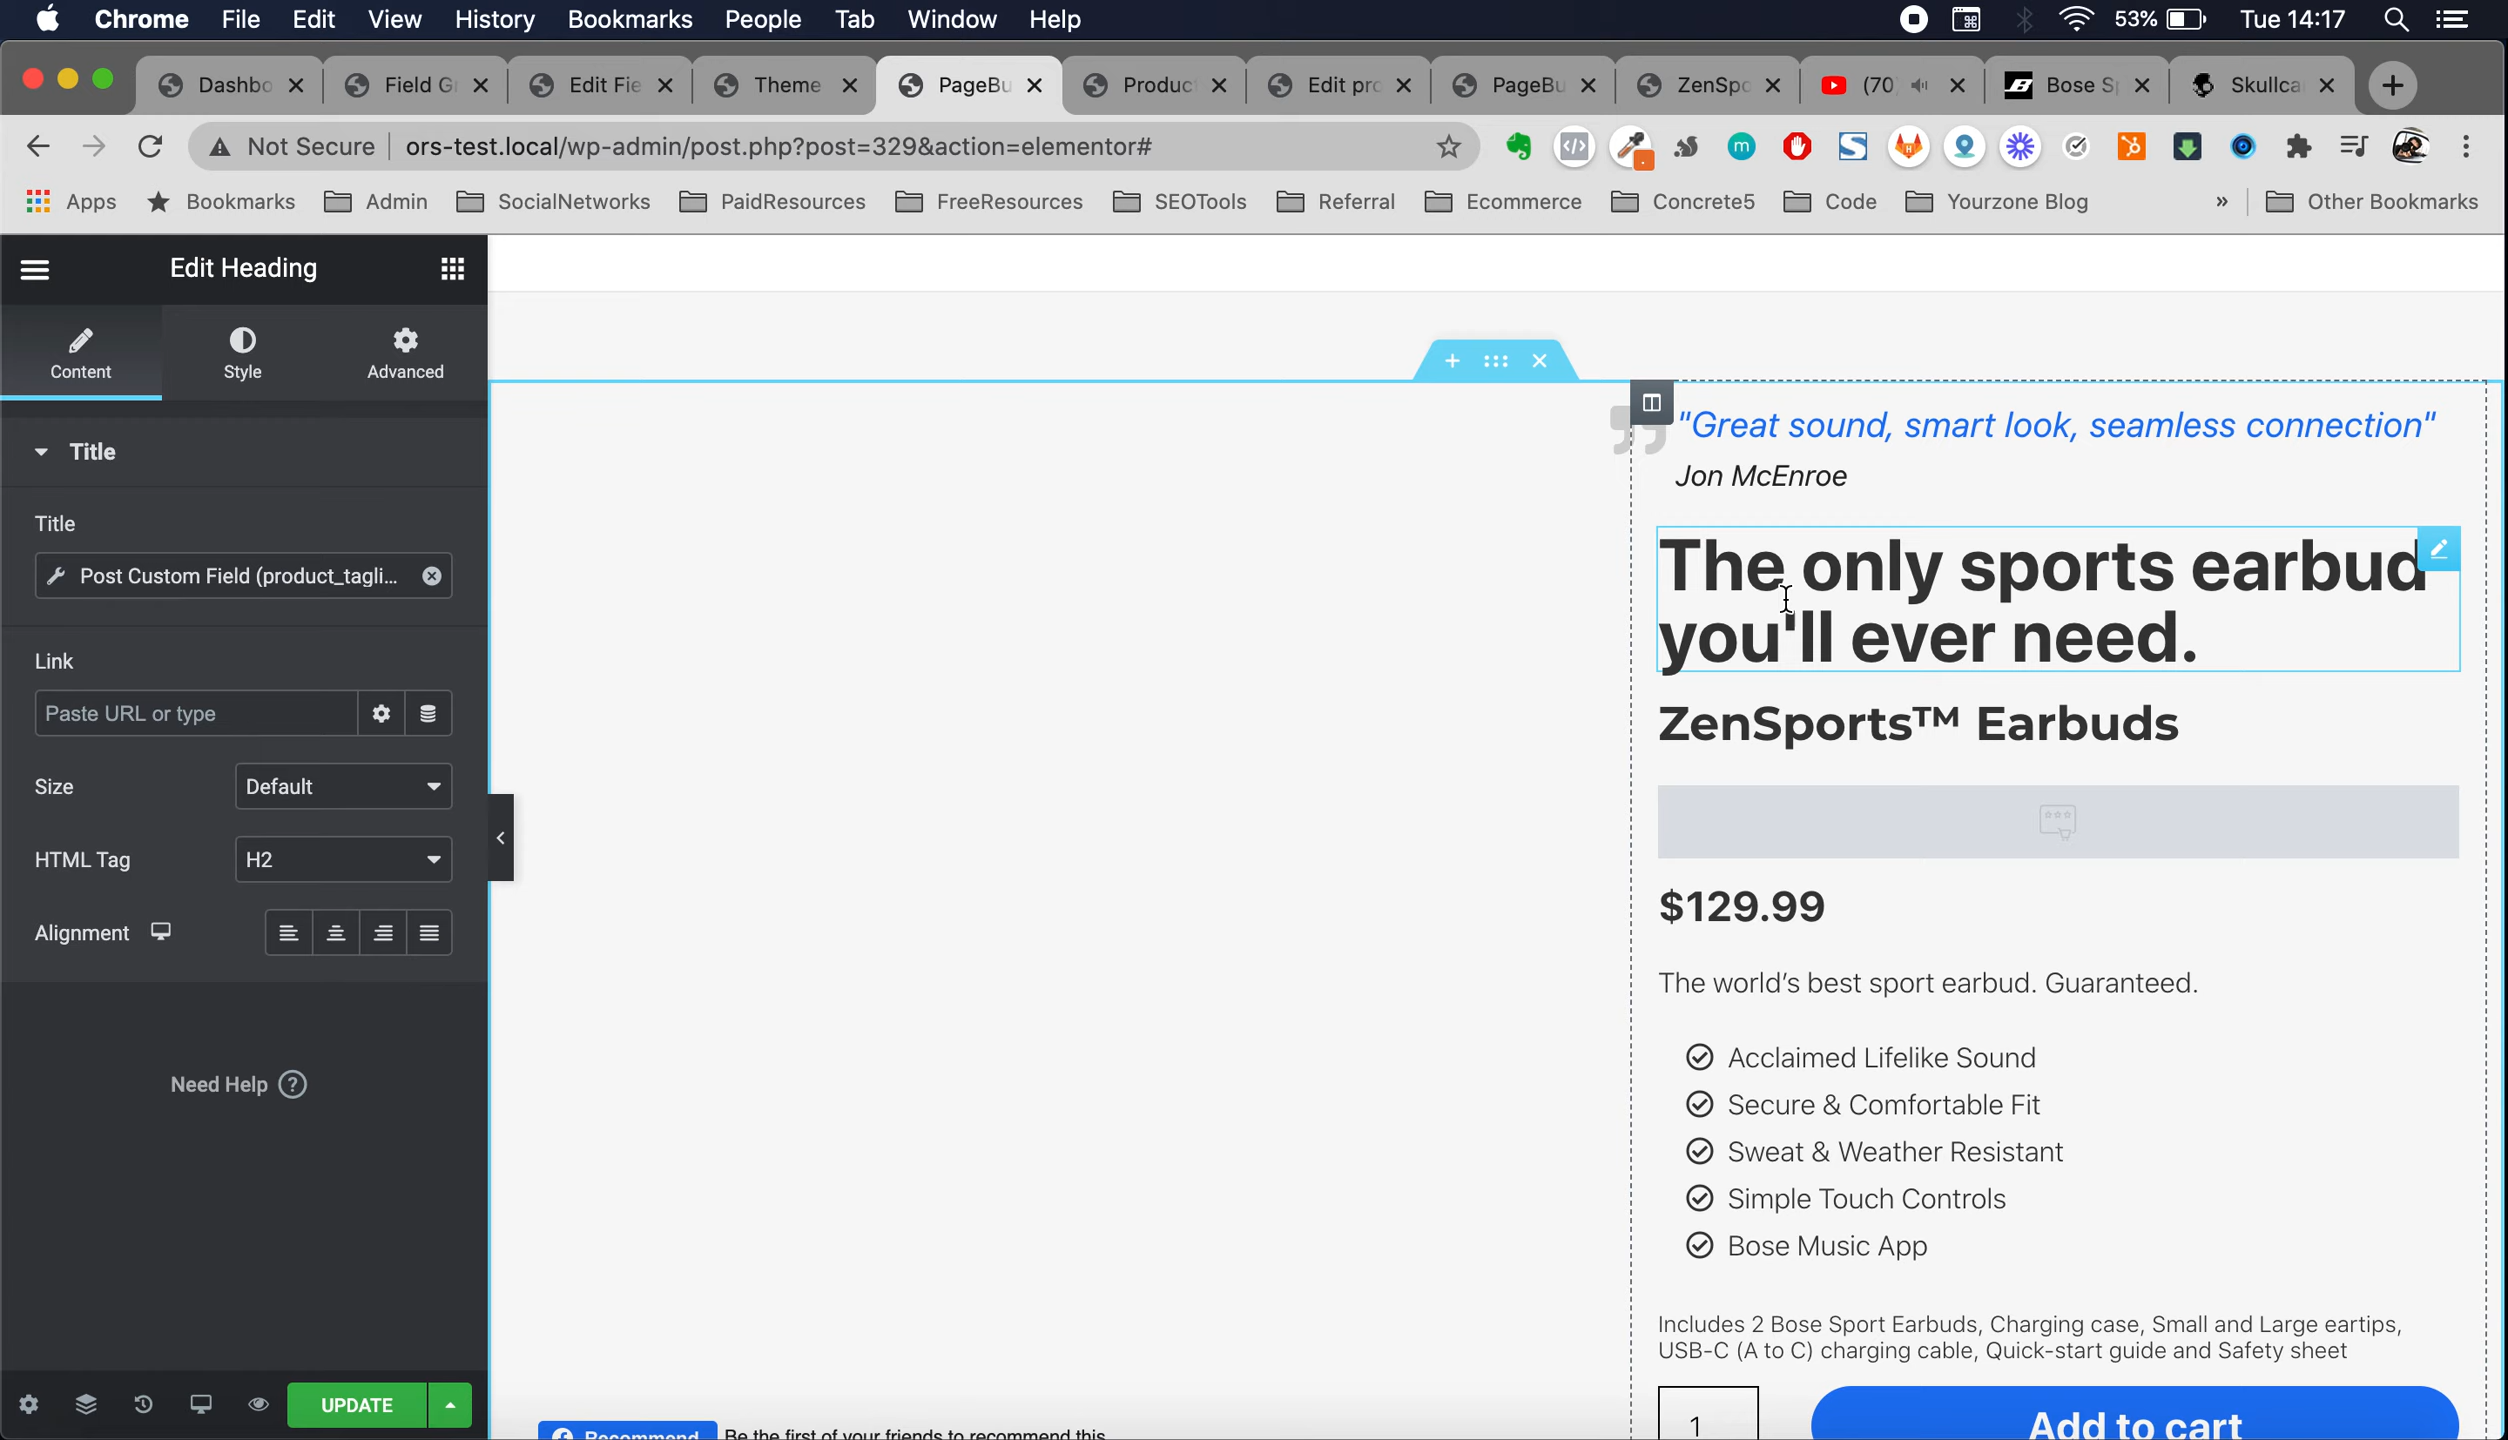 Chrome File Edit View History Bookmarks People Tab Window Help 53% Tue 14:17
Dashbo Field G Edit Fie Theme PageBu Product Edit pro PageBu ZenSpo (70) Bose S Skullca
Not Secure ors-test.local/wp-admin/post.php?post=329&action=elementor#
Apps Bookmarks Admin SocialNetworks PaidResources FreeResources SEOTools Referral Ecommerce Concrete5 Code Yourzone Blog » Other Bookmarks
Edit Heading
Content Style Advanced
Title
Title
Post Custom Field (product_tagli...
Link
Paste URL or type
Size Default
HTML Tag H2
Alignment
Need Help ?
UPDATE
"Great sound, smart look, seamless connection"
Jon McEnroe
The only sports earbud
you'll ever need.
ZenSports™ Earbuds
$129.99
The world's best sport earbud. Guaranteed.
Acclaimed Lifelike Sound
Secure & Comfortable Fit
Sweat & Weather Resistant
Simple Touch Controls
Bose Music App
Includes 2 Bose Sport Earbuds, Charging case, Small and Large eartips,
USB-C (A to C) charging cable, Quick-start guide and Safety sheet
1 Add to cart
Recommend Be the first of your friends to recommend this